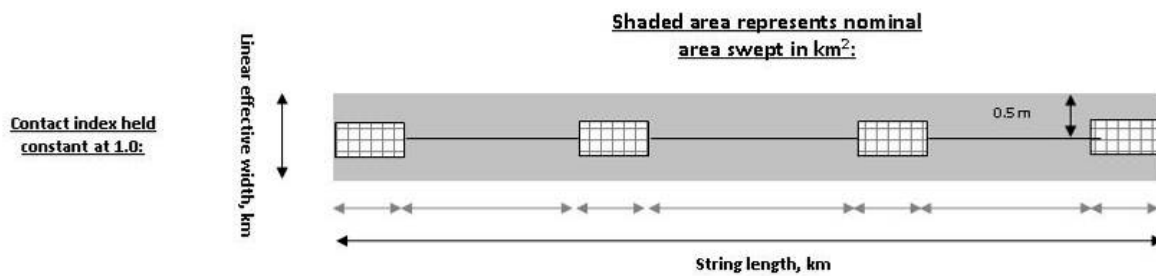 Shaded area represents nominal
area swept in km²:
Linear effective width, km
Contact index held
constant at 1.0:
0.5 m
String length, km